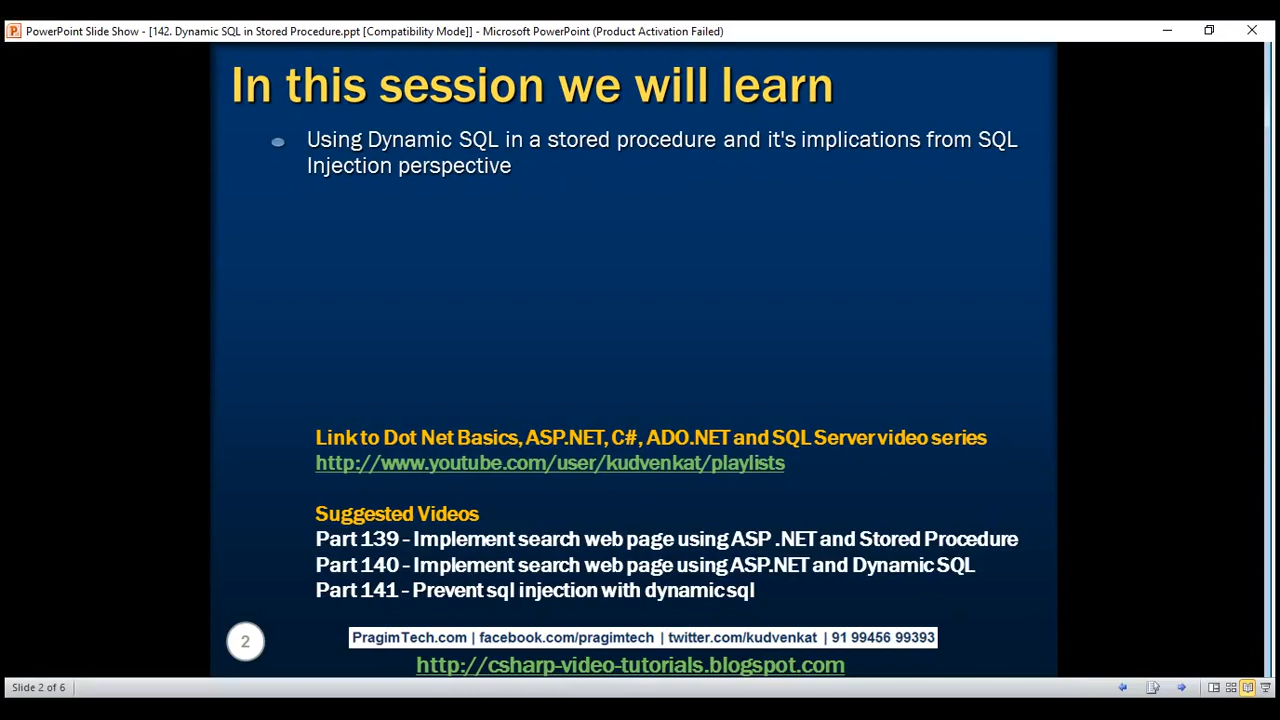 PowerPoint Slide Show - [142. Dynamic SQL in Stored Procedure.ppt [Compatibility Mode]] - Microsoft PowerPoint (Product Activation Failed)
In this session we will learn
Using Dynamic SQL in a stored procedure and it's implications from SQL
Injection perspective
Link to Dot Net Basics, ASP.NET, C#, ADO.NET and SQL Server video series
http://www.youtube.com/user/kudvenkat/playlists
Suggested Videos
Part 139 - Implement search web page using ASP .NET and Stored Procedure
Part 140 - Implement search web page using ASP.NET and Dynamic SQL
Part 141 - Prevent sql injection with dynamic sql
2
PragimTech.com | facebook.com/pragimtech | twitter.com/kudvenkat | 91 99456 99393
http://csharp-video-tutorials.blogspot.com
Slide 2 of 6